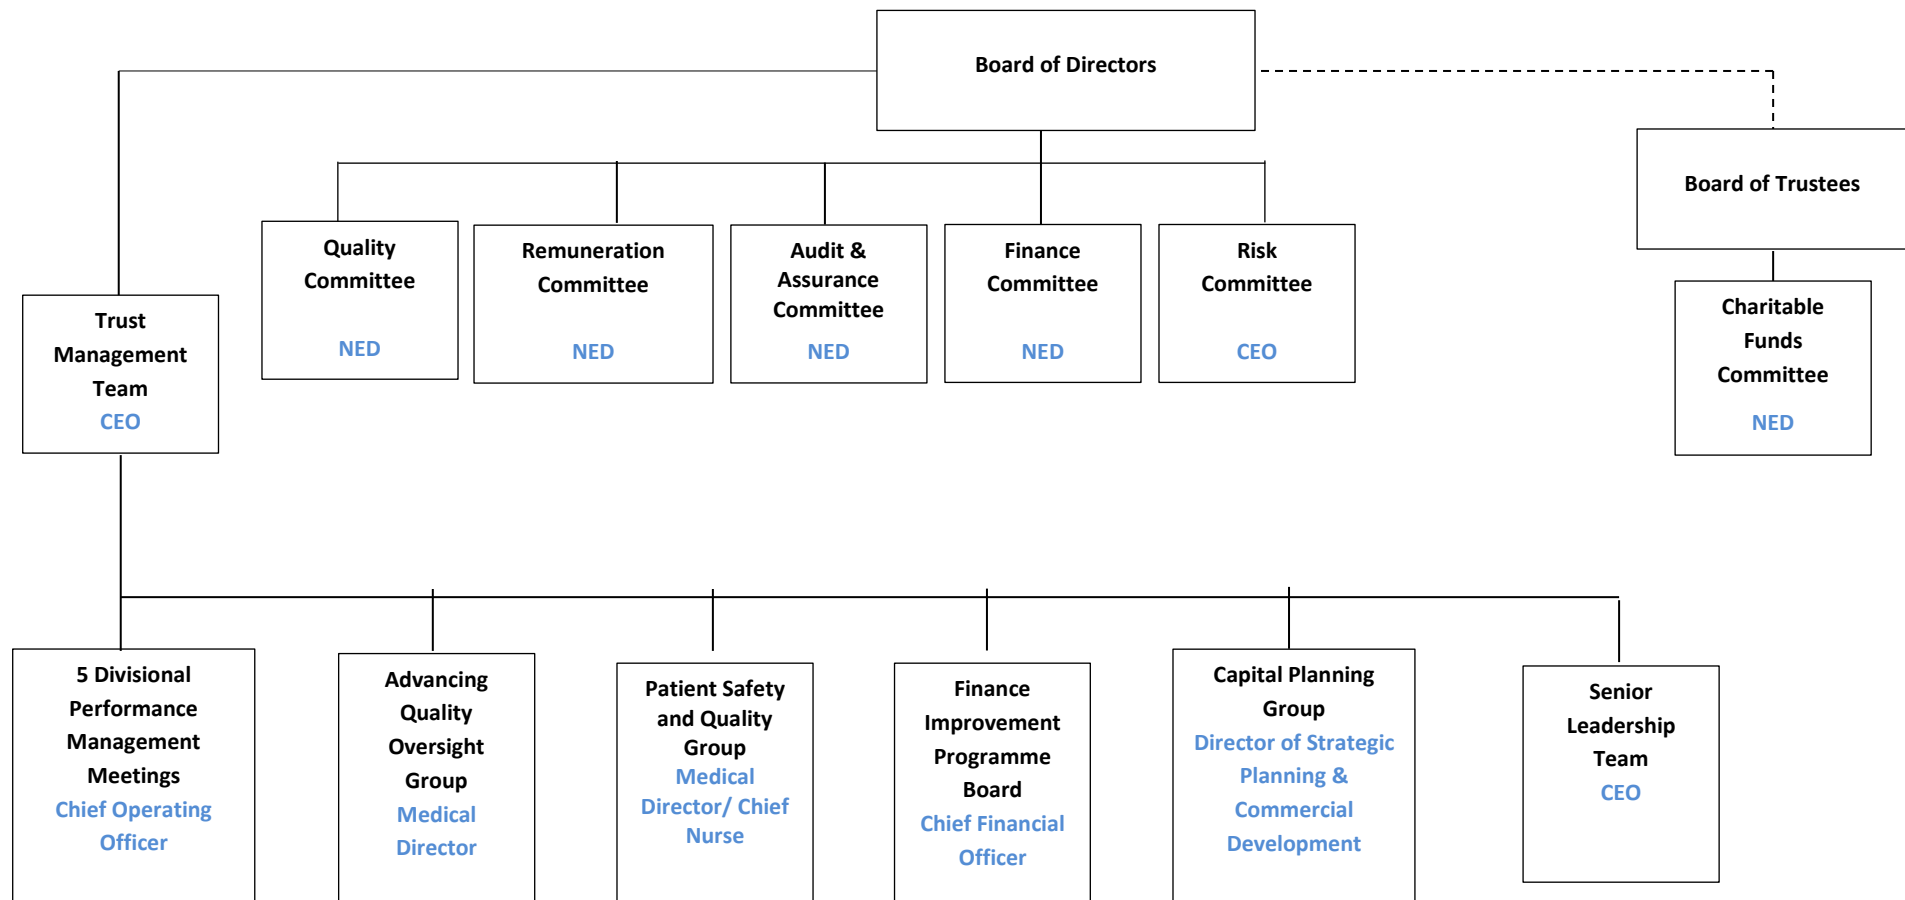 Board of Directors
Board of Trustees
Quality
Committee
NED
Remuneration
Committee
NED
Audit &
Assurance
Committee
NED
Finance
Committee
NED
Risk
Committee
CEO
Charitable
Funds
Committee
NED
Trust
Management
Team
CEO
5 Divisional
Performance
Management
Meetings
Chief Operating
Officer
Advancing
Quality
Oversight
Group
Medical
Director
Patient Safety
and Quality
Group
Medical
Director/ Chief
Nurse
Finance
Improvement
Programme
Board
Chief Financial
Officer
Capital Planning
Group
Director of Strategic
Planning &
Commercial
Development
Senior
Leadership
Team
CEO